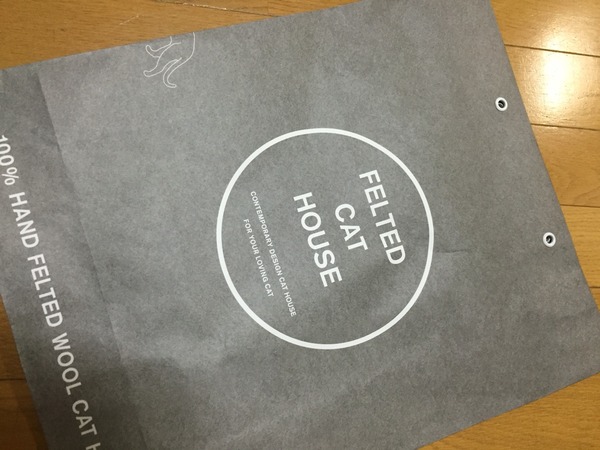 FELTED
CAT
HOUSE
CONTEMPORARY DESIGN CAT HOUSE
FOR YOUR LOVING CAT
100% HAND FELTED WOOL CAT H